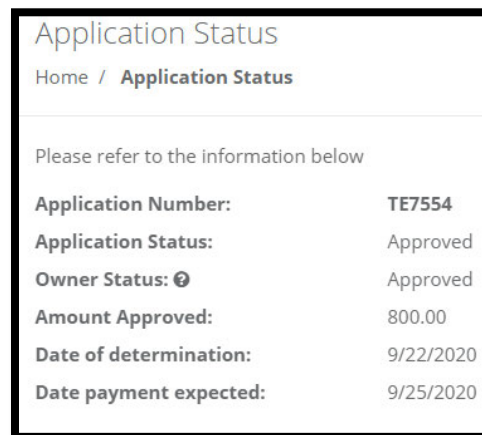 Application Status
Home / Application Status
Please refer to the information below
Application Number: TE7554
Application Status: Approved
Owner Status: Approved
Amount Approved: 800.00
Date of determination: 9/22/2020
Date payment expected: 9/25/2020